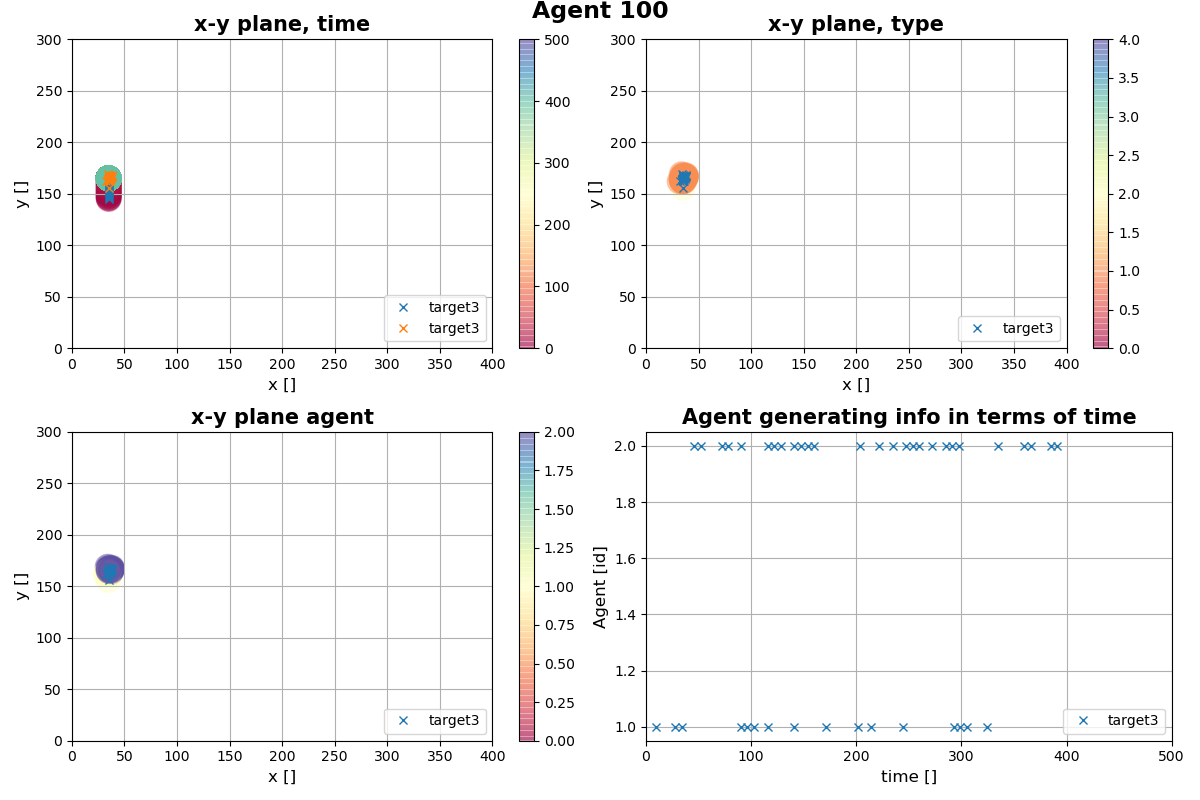 Agent 100
x-y plane, time
300
250
200
150
100
50
0
y []
0 50 100 150 200 250 300 350 400
x []
target3
target3
500
400
300
200
100
0
x-y plane, type
300
250
200
150
100
50
0
y []
0 50 100 150 200 250 300 350 400
x []
target3
4.0
3.5
3.0
2.5
2.0
1.5
1.0
0.5
0.0
x-y plane agent
300
250
200
150
100
50
0
y []
0 50 100 150 200 250 300 350 400
x []
target3
2.00
1.75
1.50
1.25
1.00
0.75
0.50
0.25
0.00
Agent generating info in terms of time
2.0
1.8
1.6
1.4
1.2
1.0
Agent [id]
0 100 200 300 400 500
time []
target3